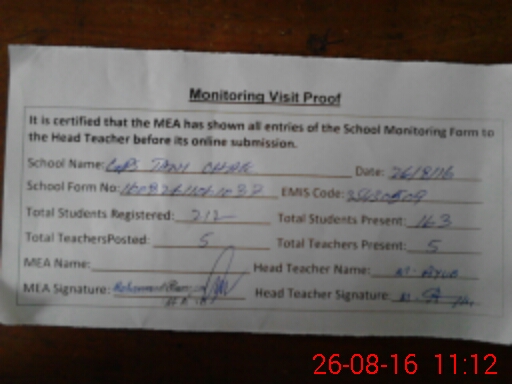 Monitoring Visit Proof
It is certified that the MEA has shown all entries of the School Monitoring Form to
the Head Teacher before its online submission.
School Name: CHAK Date: 26/8/16
School Form No: EMIS Code:
Total Students Registered: 212 Total Students Present: 163
Total TeachersPosted: 5 Total Teachers Present: 5
MEA Name: Head Teacher Name: M. AYUB
MEA Signature: Head Teacher Signature:
26-08-16 11:12